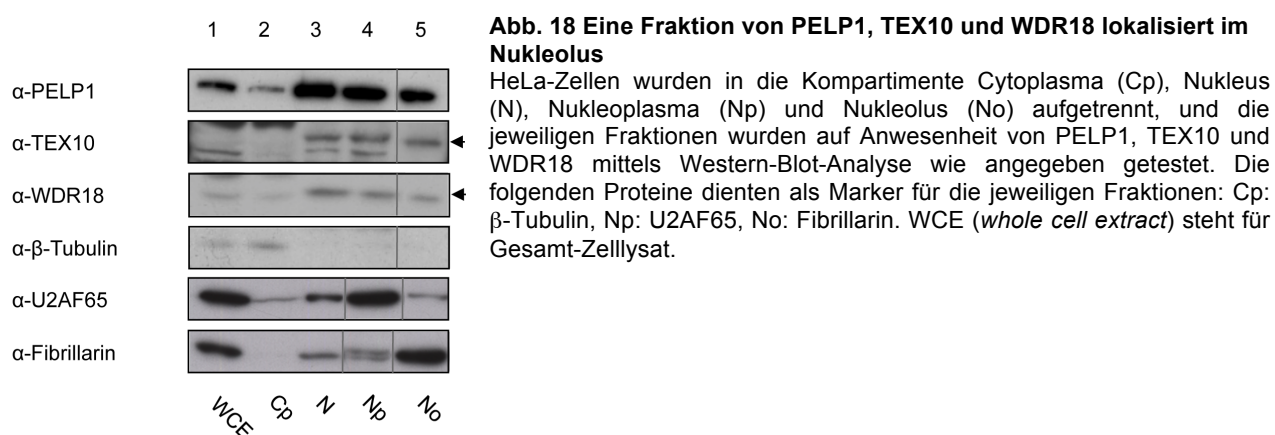 1 2 3 4 5
α-PELP1
α-TEX10
α-WDR18
α-β-Tubulin
α-U2AF65
α-Fibrillarin
WCE Cp N Np No
Abb. 18 Eine Fraktion von PELP1, TEX10 und WDR18 lokalisiert im
Nukleolus
HeLa-Zellen wurden in die Kompartimente Cytoplasma (Cp), Nukleus
(N), Nukleoplasma (Np) und Nukleolus (No) aufgetrennt, und die
jeweiligen Fraktionen wurden auf Anwesenheit von PELP1, TEX10 und
WDR18 mittels Western-Blot-Analyse wie angegeben getestet. Die
folgenden Proteine dienten als Marker für die jeweiligen Fraktionen: Cp:
β-Tubulin, Np: U2AF65, No: Fibrillarin. WCE (whole cell extract) steht für
Gesamt-Zelllysat.